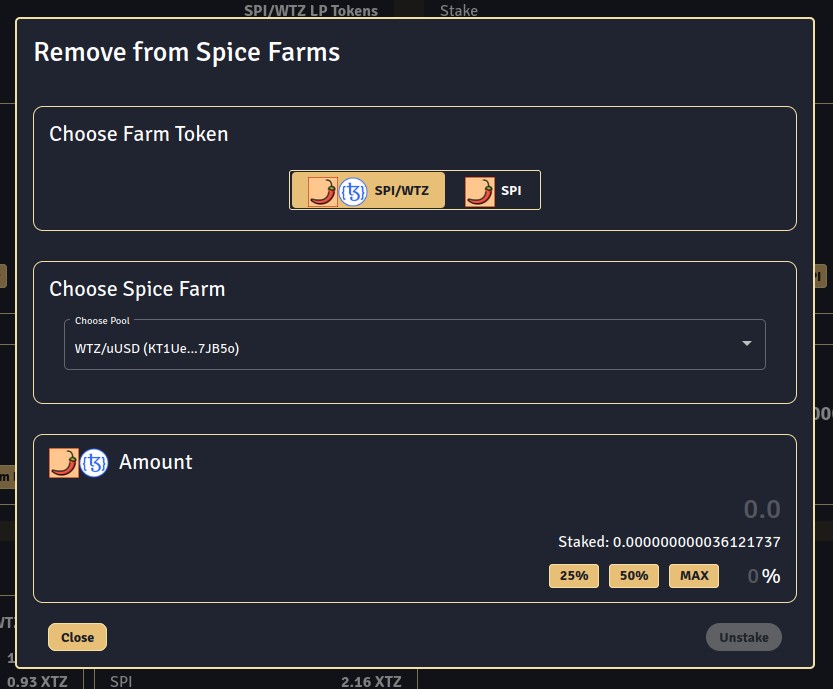 SPI/WTZ LP Tokens
Stake
Remove from Spice Farms
Choose Farm Token
SPI/WTZ
SPI
Choose Spice Farm
Choose Pool
WTZ/uUSD (KT1Ue...7JB5o)
Amount
0.0
Staked: 0.000000000036121737
25%
50%
MAX
0 %
Close
Unstake
0.93 XTZ
SPI
2.16 XTZ